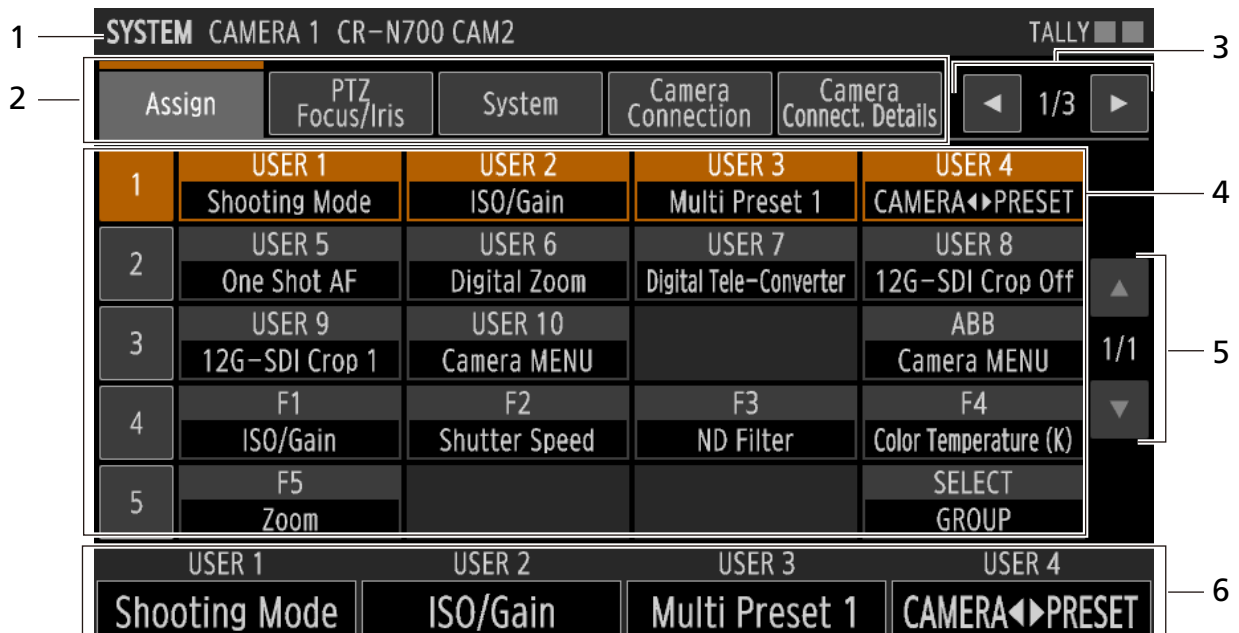 SYSTEM CAMERA 1 CR-N700 CAM2 TALLY
1
2
3
4
5
6
Assign PTZ Focus/Iris System Camera Connection Camera Connect. Details ◀ 1/3 ▶
1 USER 1 USER 2 USER 3 USER 4
Shooting Mode ISO/Gain Multi Preset 1 CAMERA◀▶PRESET
2 USER 5 USER 6 USER 7 USER 8
One Shot AF Digital Zoom Digital Tele-Converter 12G-SDI Crop Off
▲
3 USER 9 USER 10 ABB
12G-SDI Crop 1 Camera MENU Camera MENU
1/1
4 F1 F2 F3 F4
ISO/Gain Shutter Speed ND Filter Color Temperature (K)
▼
5 F5 SELECT
Zoom GROUP
USER 1 USER 2 USER 3 USER 4
Shooting Mode ISO/Gain Multi Preset 1 CAMERA◀▶PRESET